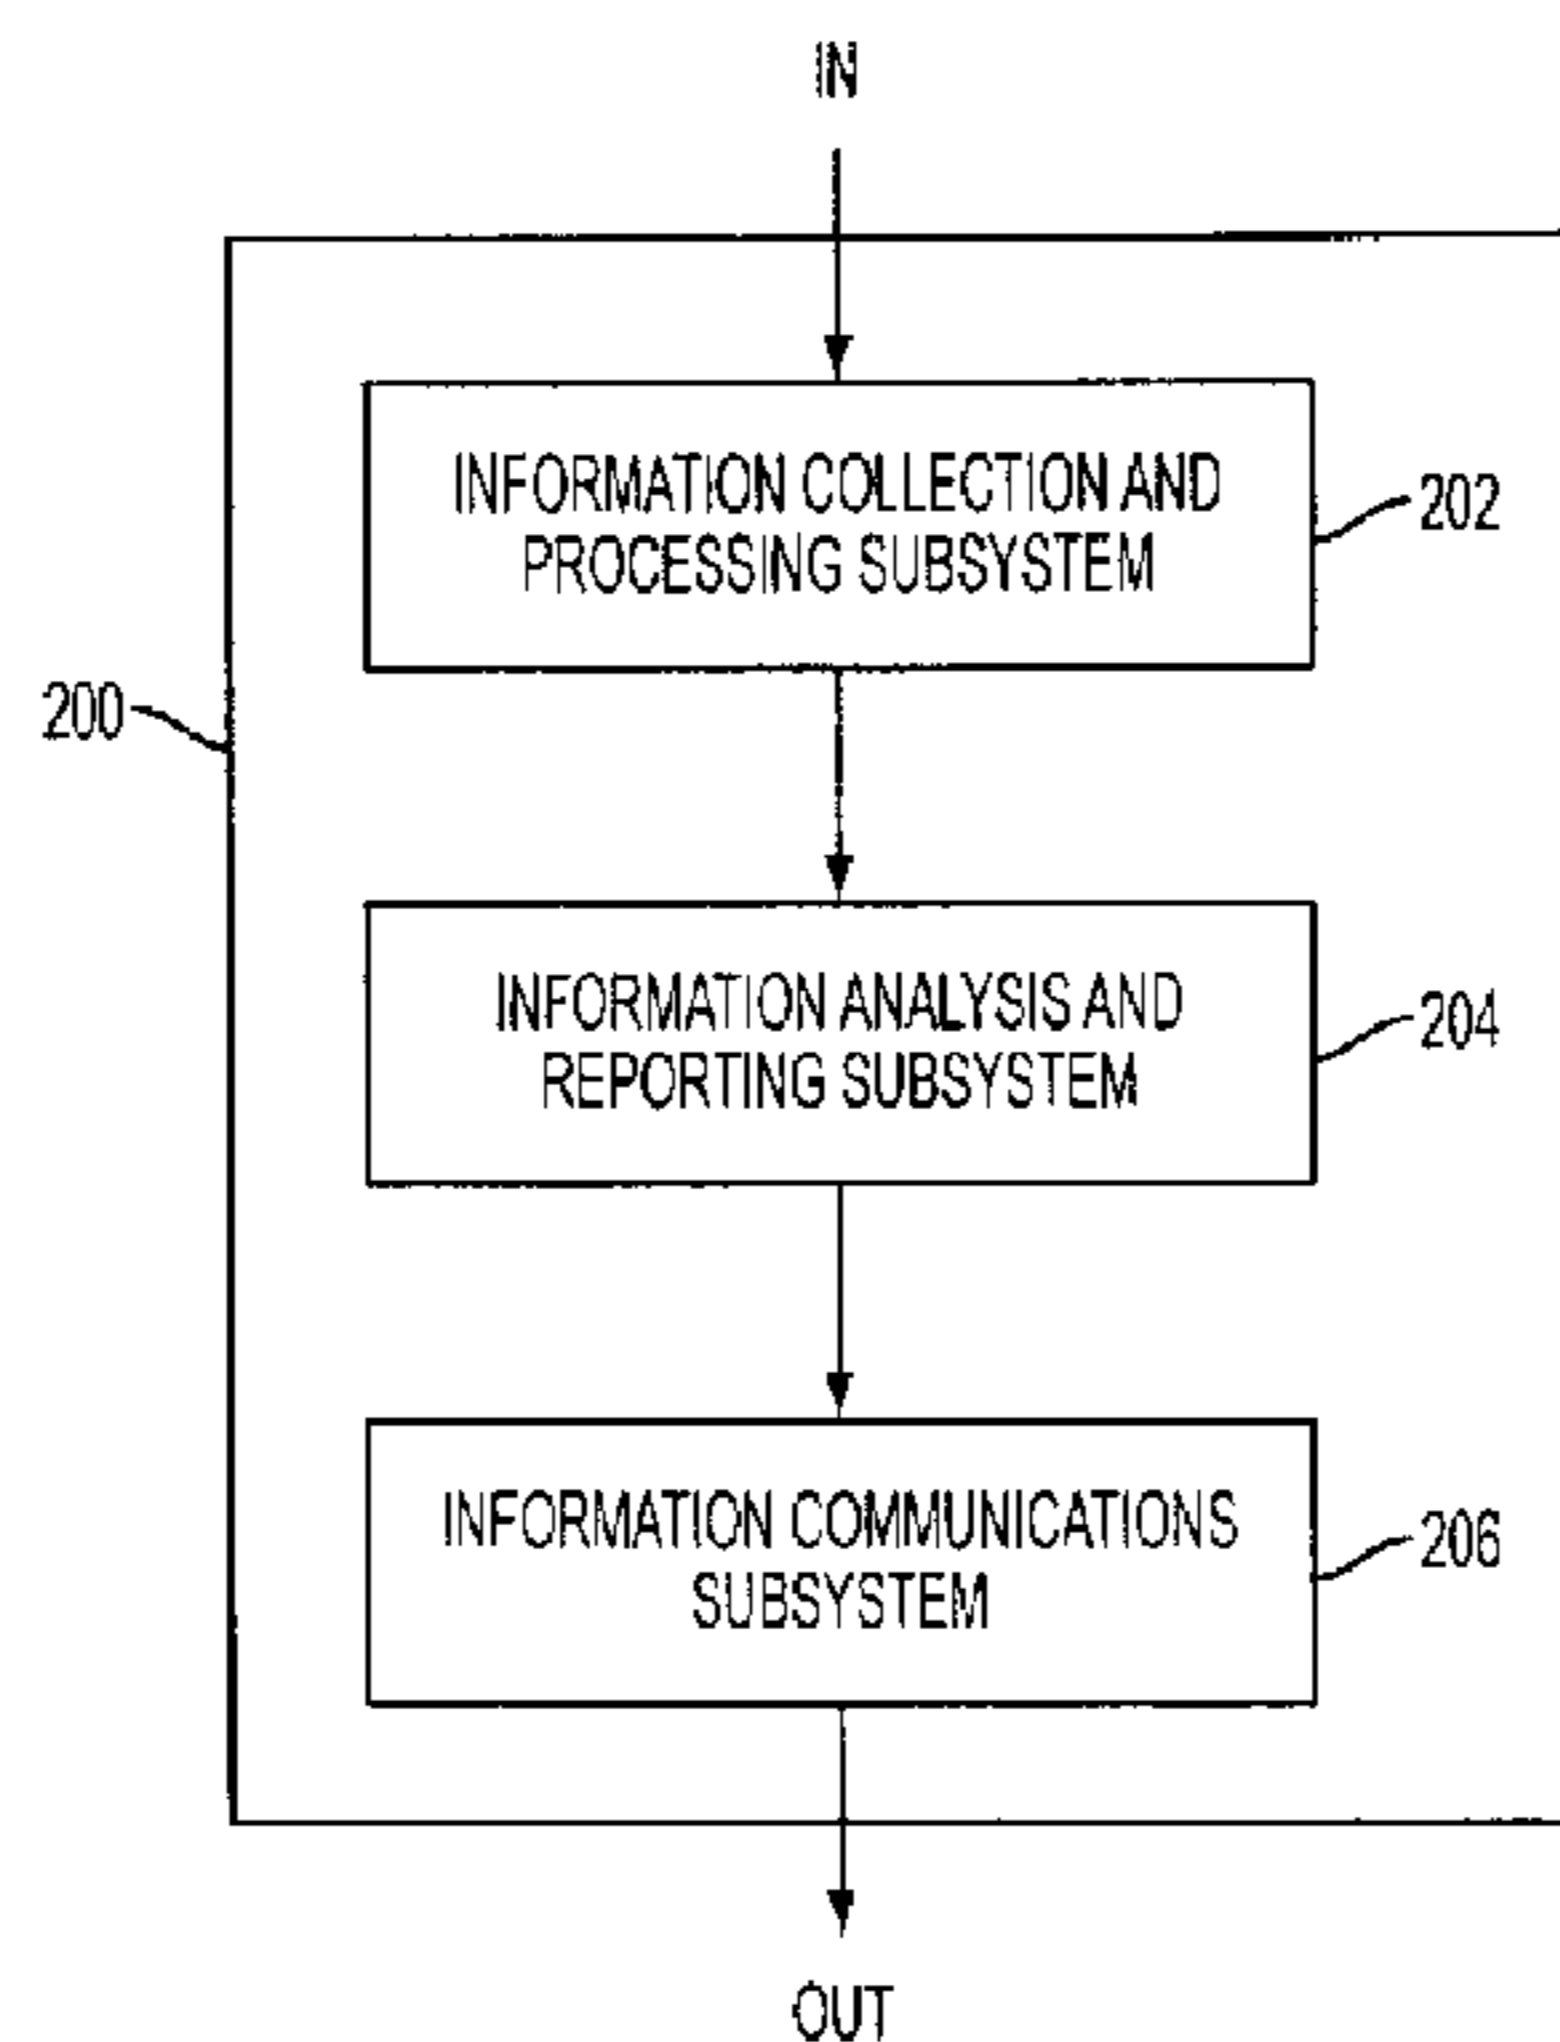 IN
INFORMATION COLLECTION AND
PROCESSING SUBSYSTEM
202
200
INFORMATION ANALYSIS AND
REPORTING SUBSYSTEM
204
INFORMATION COMMUNICATIONS
SUBSYSTEM
206
OUT